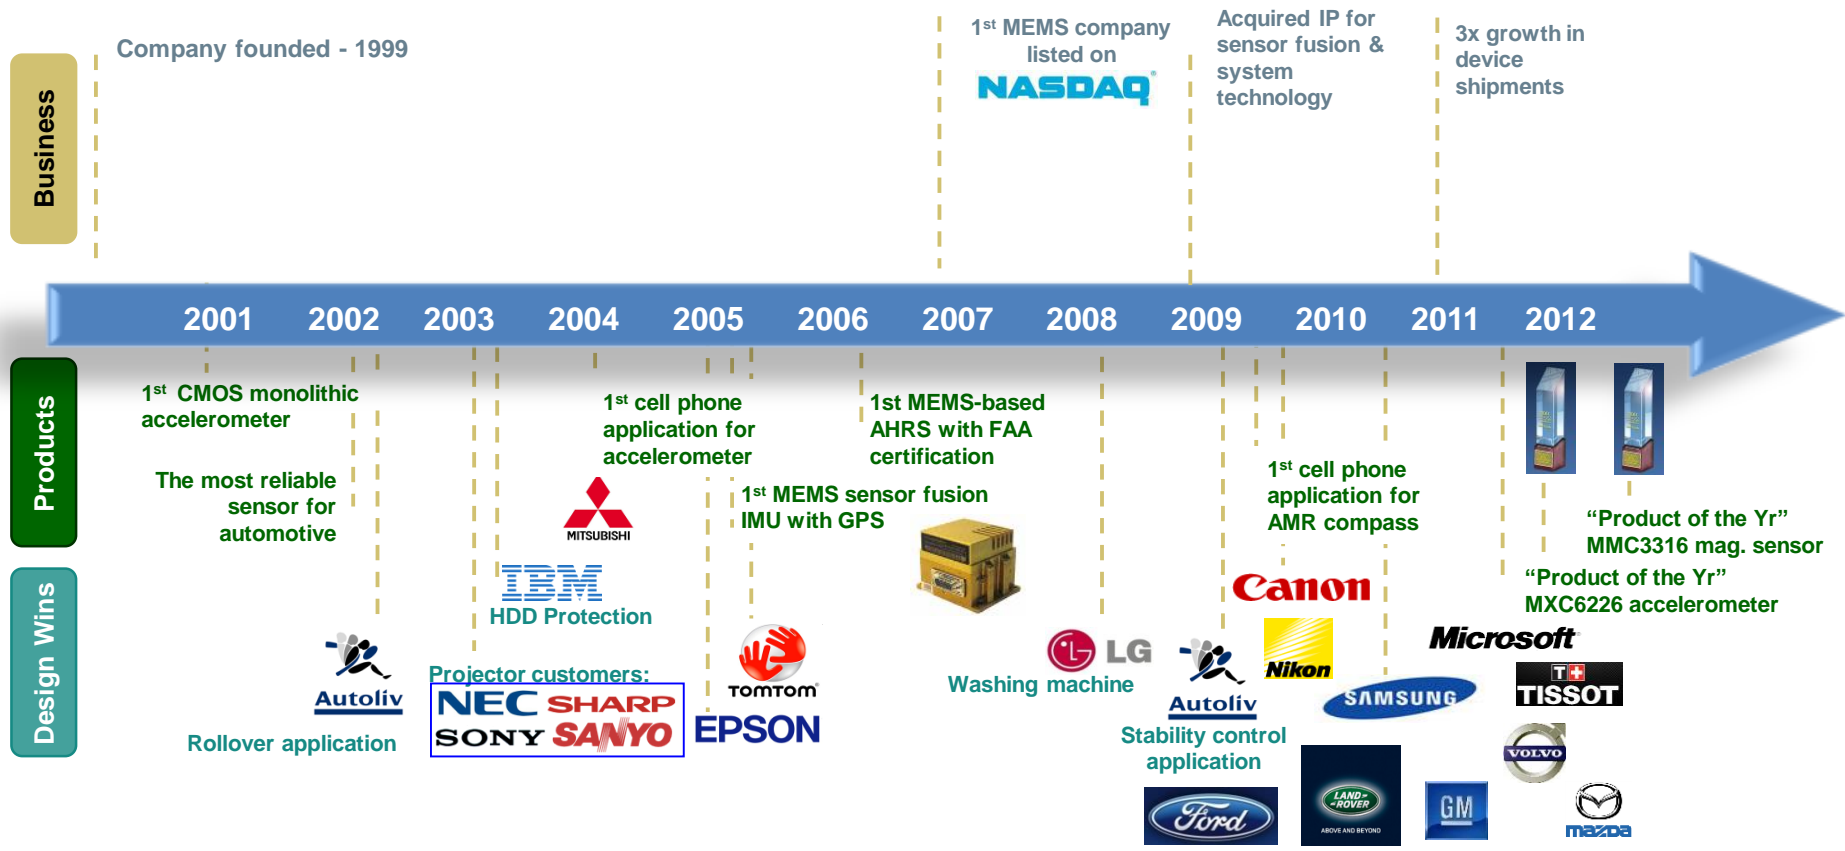 Business
Company founded - 1999
1st MEMS company
listed on
NASDAQ
Acquired IP for
sensor fusion &
system
technology
3x growth in
device
shipments
2001 2002 2003 2004 2005 2006 2007 2008 2009 2010 2011 2012
Products
1st CMOS monolithic
accelerometer
The most reliable
sensor for
automotive
1st cell phone
application for
accelerometer
1st MEMS sensor fusion
IMU with GPS
1st MEMS-based
AHRS with FAA
certification
1st cell phone
application for
AMR compass
"Product of the Yr"
MMC3316 mag. sensor
"Product of the Yr"
MXC6226 accelerometer
Design Wins
Autoliv
Rollover application
MITSUBISHI
IBM
HDD Protection
Projector customers:
NEC SHARP
SONY SANYO
TOMTOM
EPSON
LG
LG
Washing machine
Autoliv
Stability control
application
Canon
Nikon
SAMSUNG
Microsoft
TISSOT
VOLVO
Ford
LAND-
-ROVER
ABOVE AND BEYOND
GM
mazda